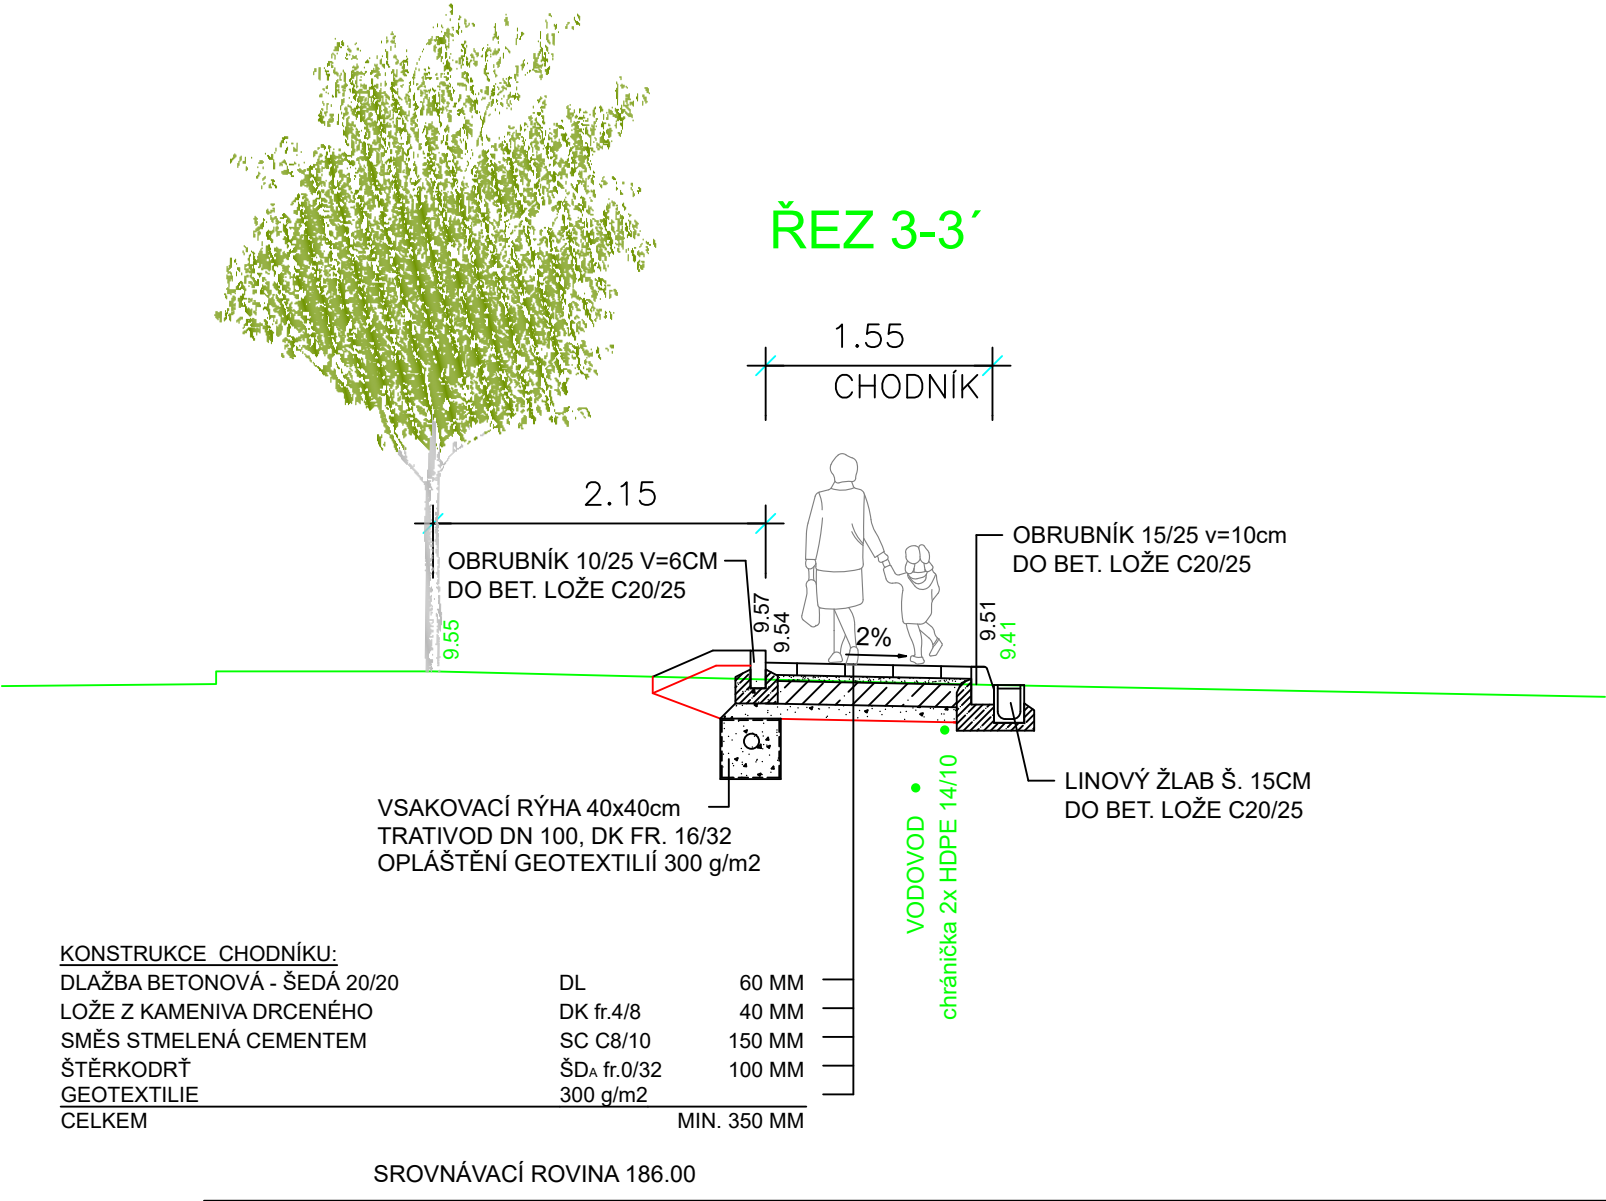 ŘEZ 3-3´
1.55
CHODNÍK
2.15
OBRUBNÍK 10/25 V=6CM
DO BET. LOŽE C20/25
OBRUBNÍK 15/25 v=10cm
DO BET. LOŽE C20/25
9.55
9.57
9.54
2%
9.51
9.41
VSAKOVACÍ RÝHA 40x40cm
TRATIVOD DN 100, DK FR. 16/32
OPLÁŠTĚNÍ GEOTEXTILIÍ 300 g/m2
LINOVÝ ŽLAB Š. 15CM
DO BET. LOŽE C20/25
VODOVOD
chránička 2x HDPE 14/10
KONSTRUKCE CHODNÍKU:
DLAŽBA BETONOVÁ - ŠEDÁ 20/20 DL 60 MM
LOŽE Z KAMENIVA DRCENÉHO DK fr.4/8 40 MM
SMĚS STMELENÁ CEMENTEM SC C8/10 150 MM
ŠTĚRKODRŤ ŠDA fr.0/32 100 MM
GEOTEXTILIE 300 g/m2
CELKEM MIN. 350 MM
SROVNÁVACÍ ROVINA 186.00